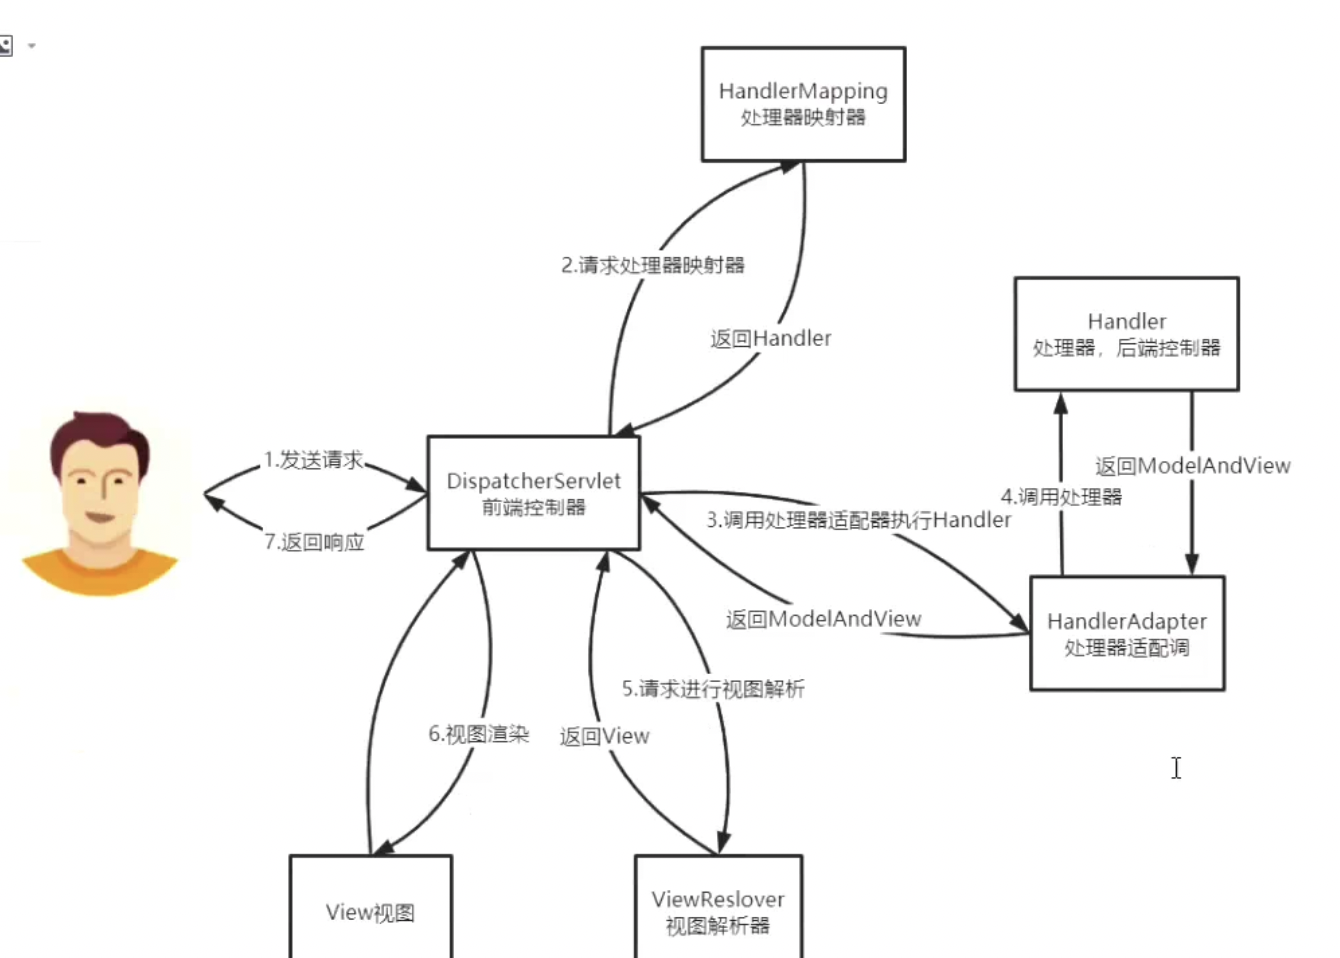 HandlerMapping
处理器映射器
2.请求处理器映射器
返回Handler
Handler
处理器，后端控制器
1.发送请求
DispatcherServlet
前端控制器
返回ModelAndView
4.调用处理器
3.调用处理器适配器执行Handler
7.返回响应
返回ModelAndView
HandlerAdapter
处理器适配调
5.请求进行视图解析
6.视图渲染
返回View
View视图
ViewReslover
视图解析器